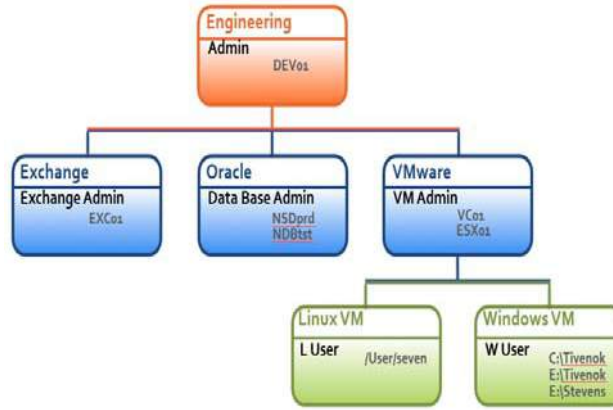 Engineering
Admin
DEV01
Exchange
Exchange Admin
EXC01
Oracle
Data Base Admin
NSDprd
NDBtst
VMware
VM Admin
VC01
ESX01
Linux VM
L User
/User/seven
Windows VM
W User
C:\Tivenok
E:\Tivenok
E:\Stevens